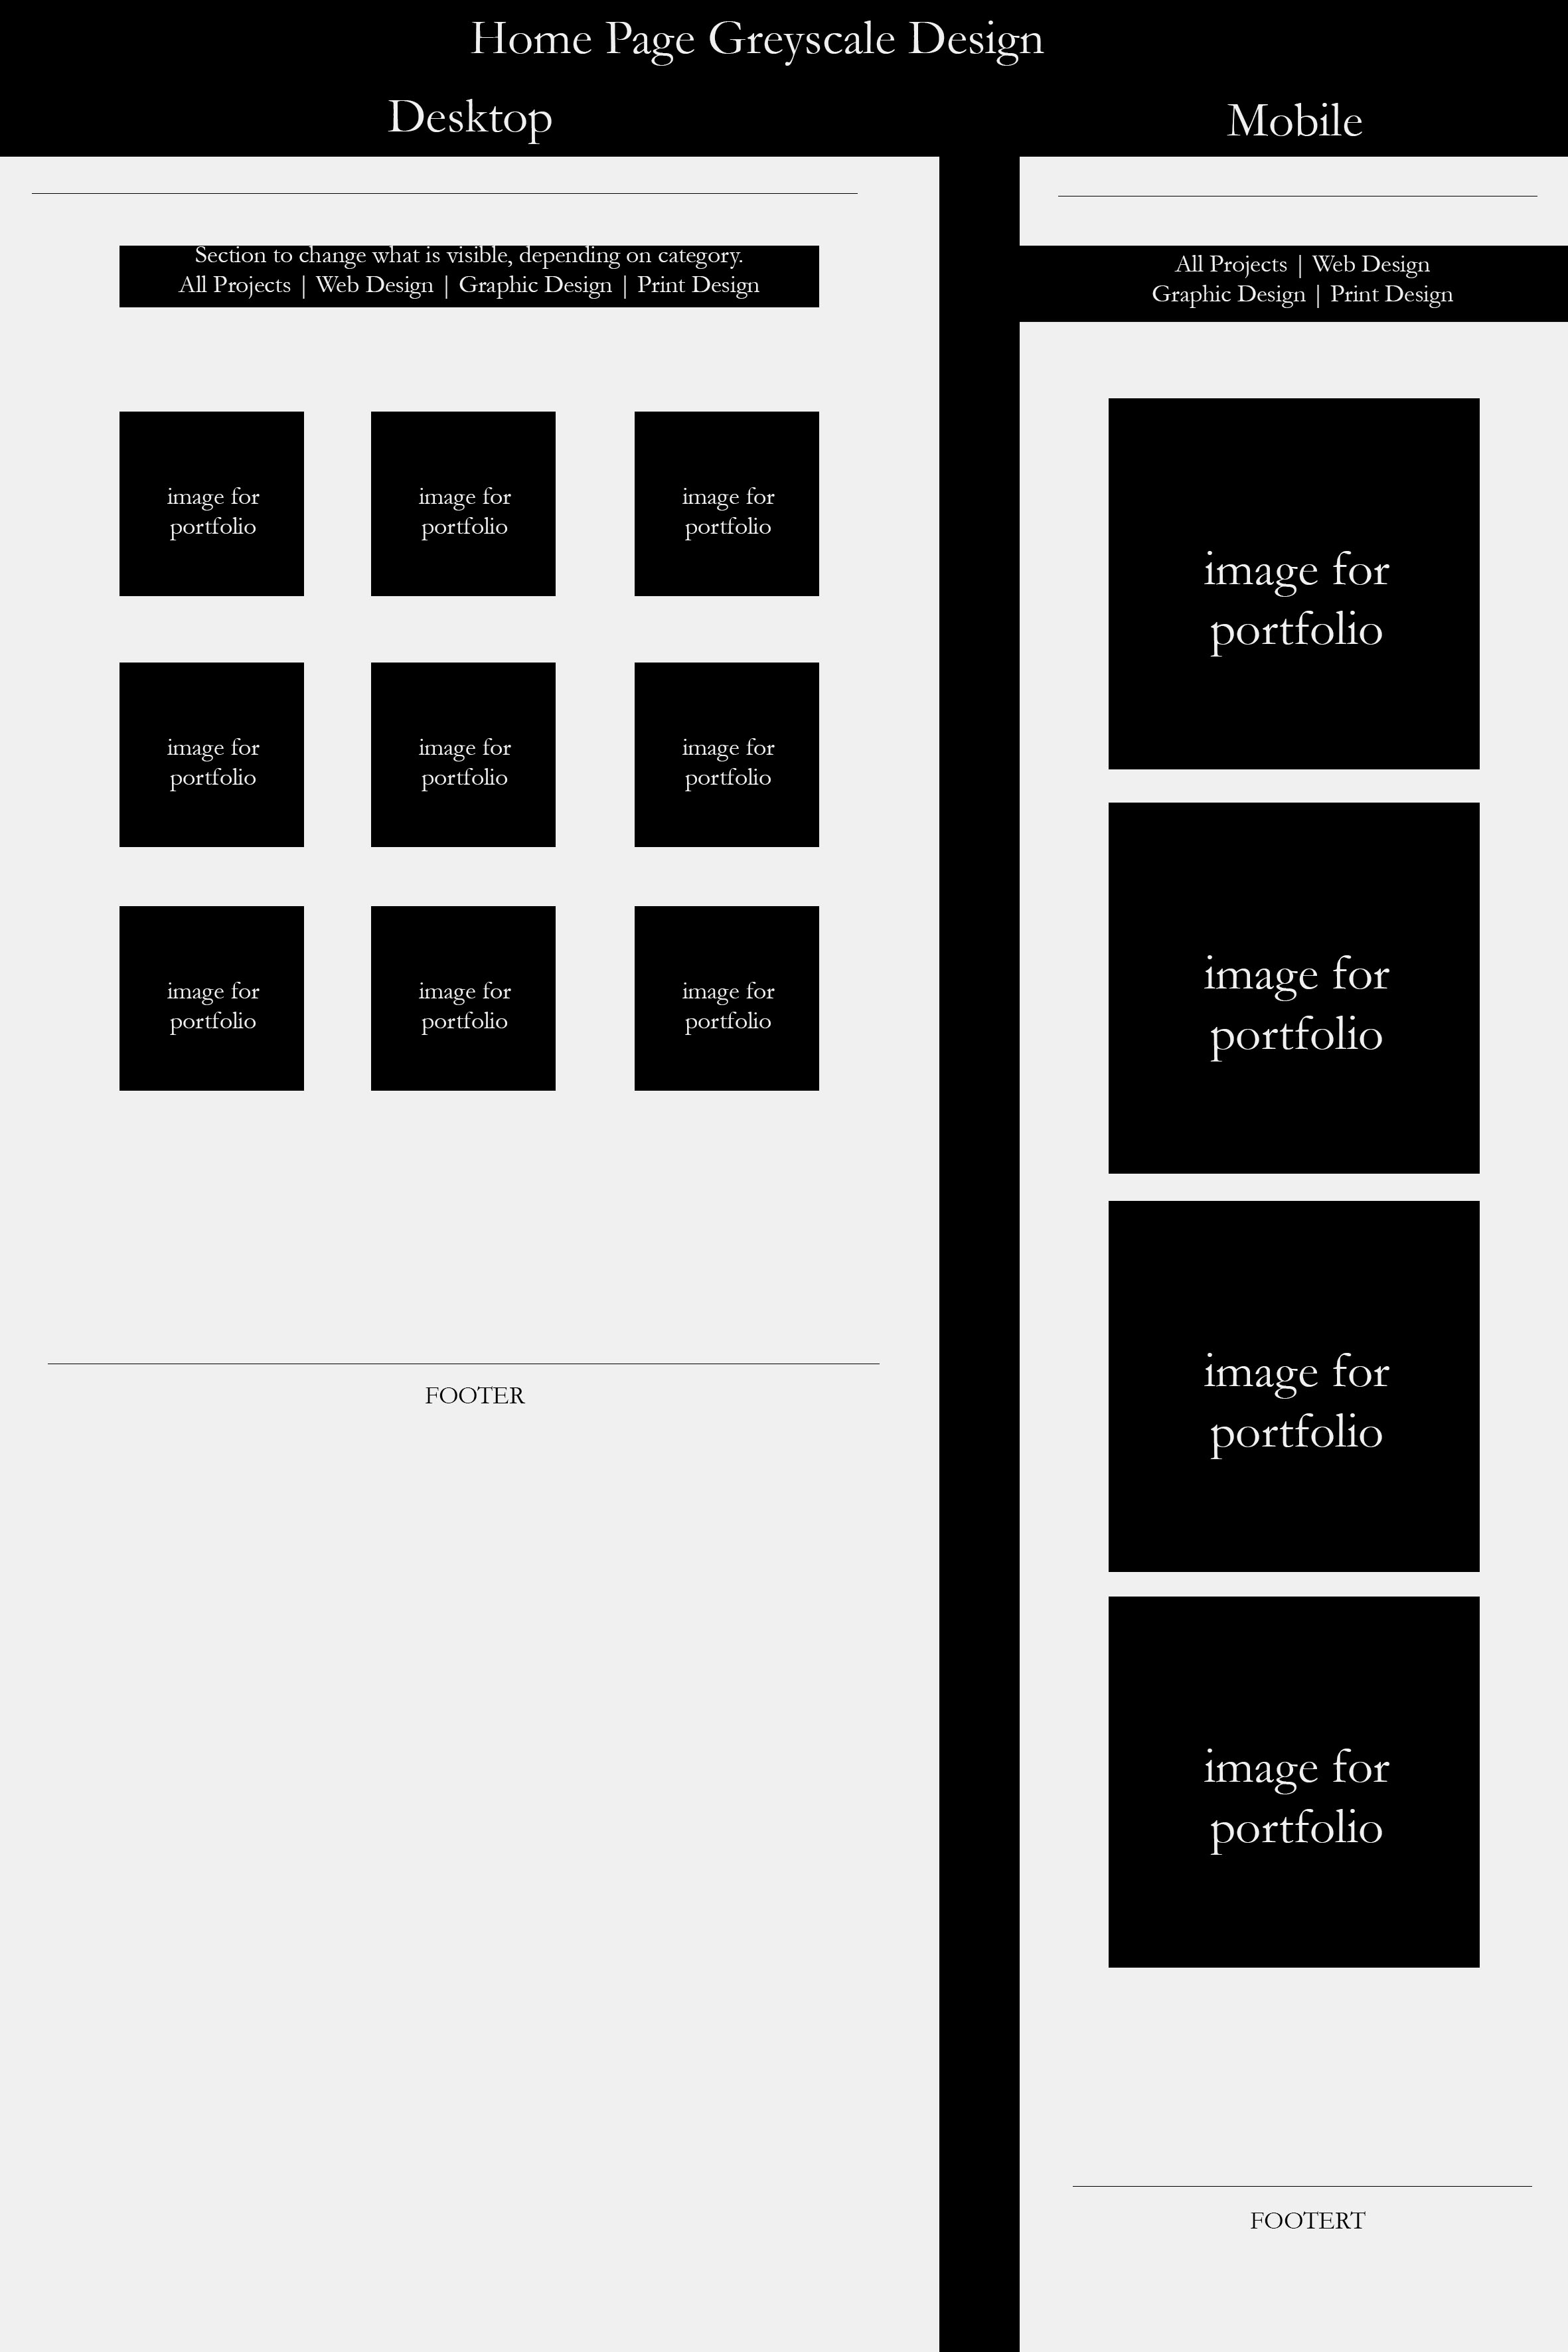 Home Page Greyscale Design
Desktop
Mobile
Section to change what is visible, depending on category.
All Projects | Web Design | Graphic Design | Print Design
image for
portfolio
image for
portfolio
image for
portfolio
image for
portfolio
image for
portfolio
image for
portfolio
image for
portfolio
image for
portfolio
image for
portfolio
FOOTER
All Projects | Web Design
Graphic Design | Print Design
image for
portfolio
image for
portfolio
image for
portfolio
image for
portfolio
FOOTERT